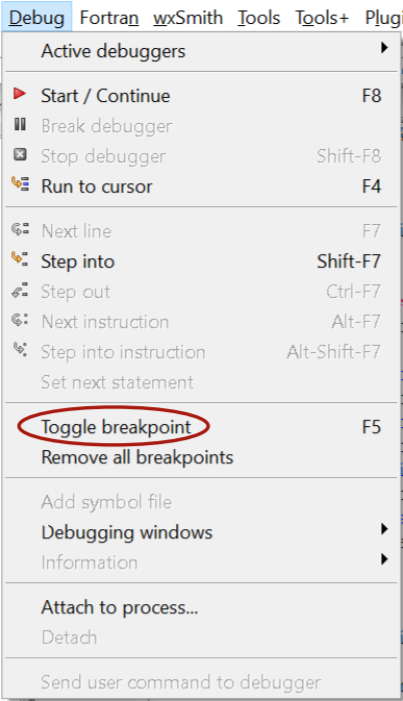 Debug Fortran wxSmith Tools Tools+ Plug
Active debuggers
Start / Continue F8
Break debugger
Stop debugger Shift-F8
Run to cursor F4
Next line F7
Step into Shift-F7
Step out Ctrl-F7
Next instruction Alt-F7
Step into instruction Alt-Shift-F7
Set next statement
Toggle breakpoint F5
Remove all breakpoints
Add symbol file
Debugging windows
Information
Attach to process...
Detach
Send user command to debugger